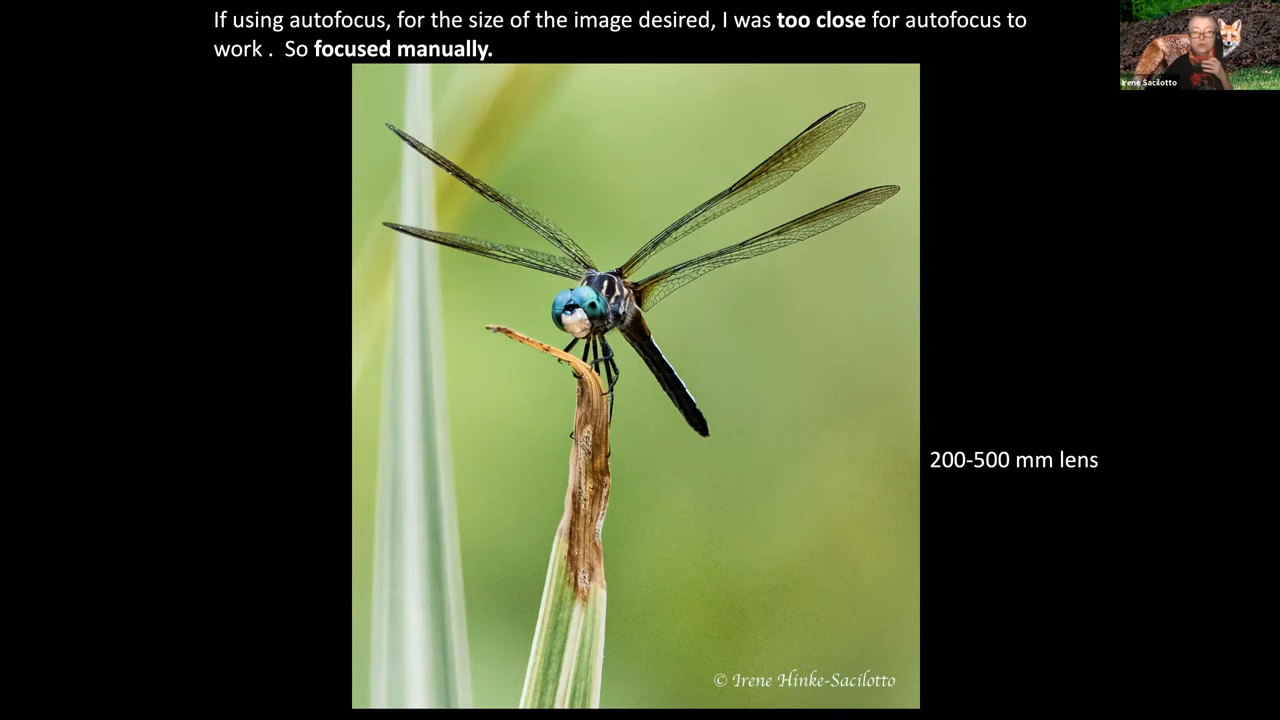 If using autofocus, for the size of the image desired, I was too close for autofocus to
work .  So focused manually.
Irene Sacilotto
200-500 mm lens
© Irene Hinke-Sacilotto